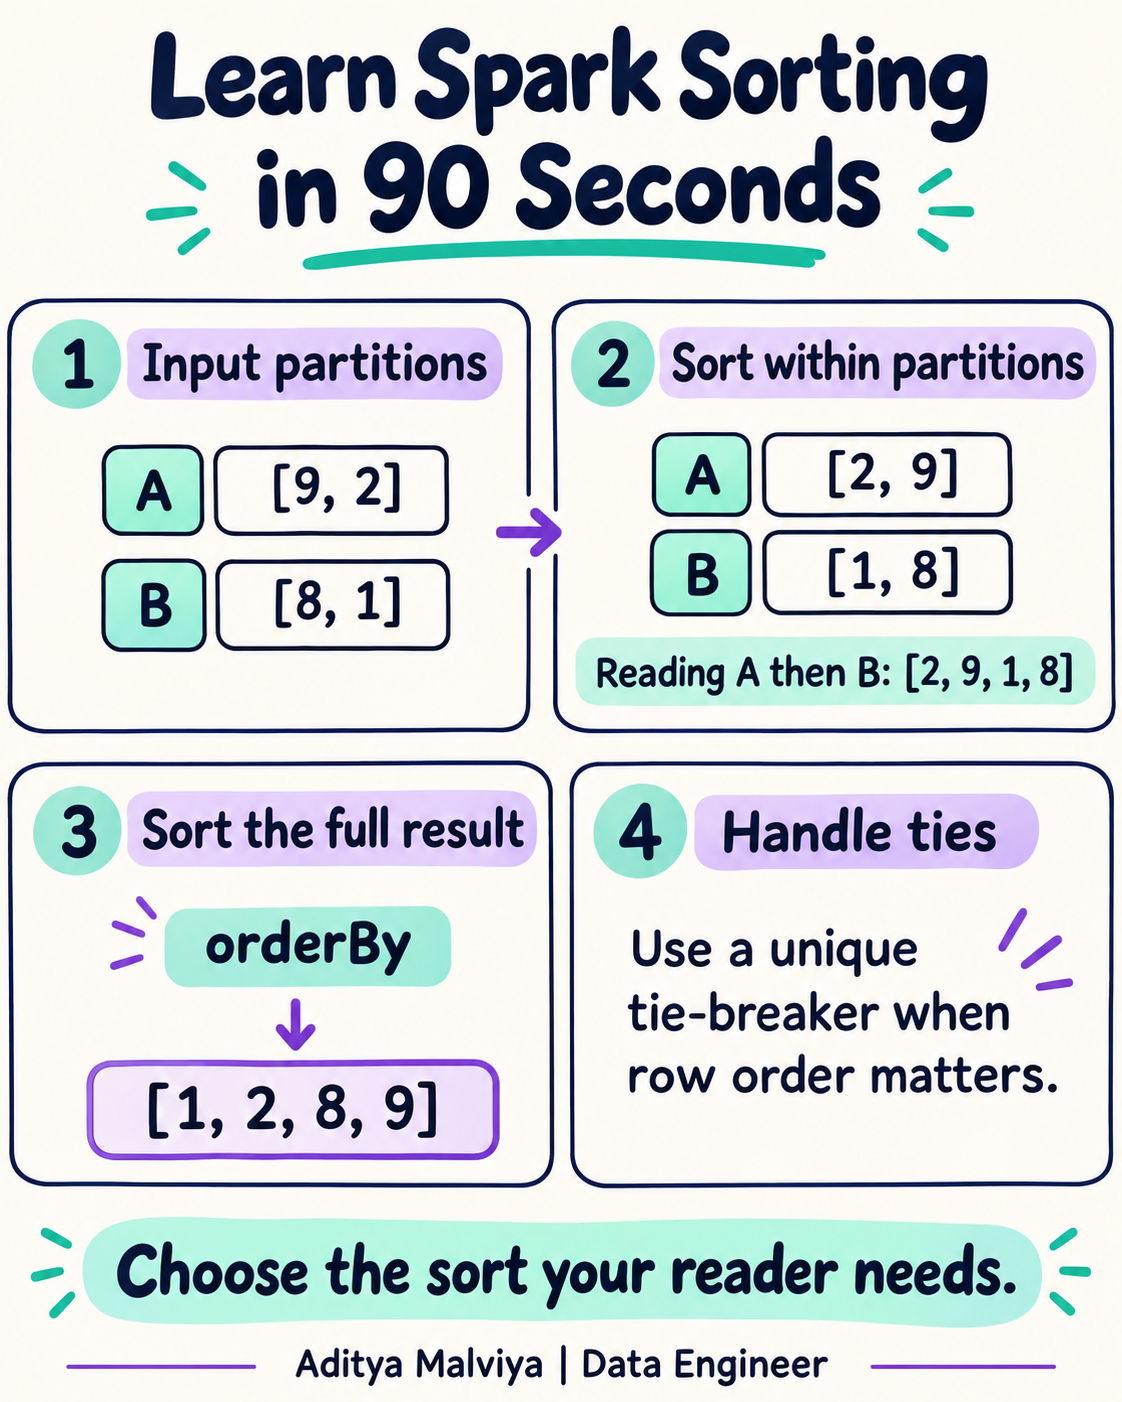 Learn Spark Sorting
in 90 Seconds
1 Input partitions
A [9, 2]
B [8, 1]
2 Sort within partitions
A [2, 9]
B [1, 8]
Reading A then B: [2, 9, 1, 8]
3 Sort the full result
orderBy
[1, 2, 8, 9]
4 Handle ties
Use a unique
tie-breaker when
row order matters.
Choose the sort your reader needs.
Aditya Malviya | Data Engineer